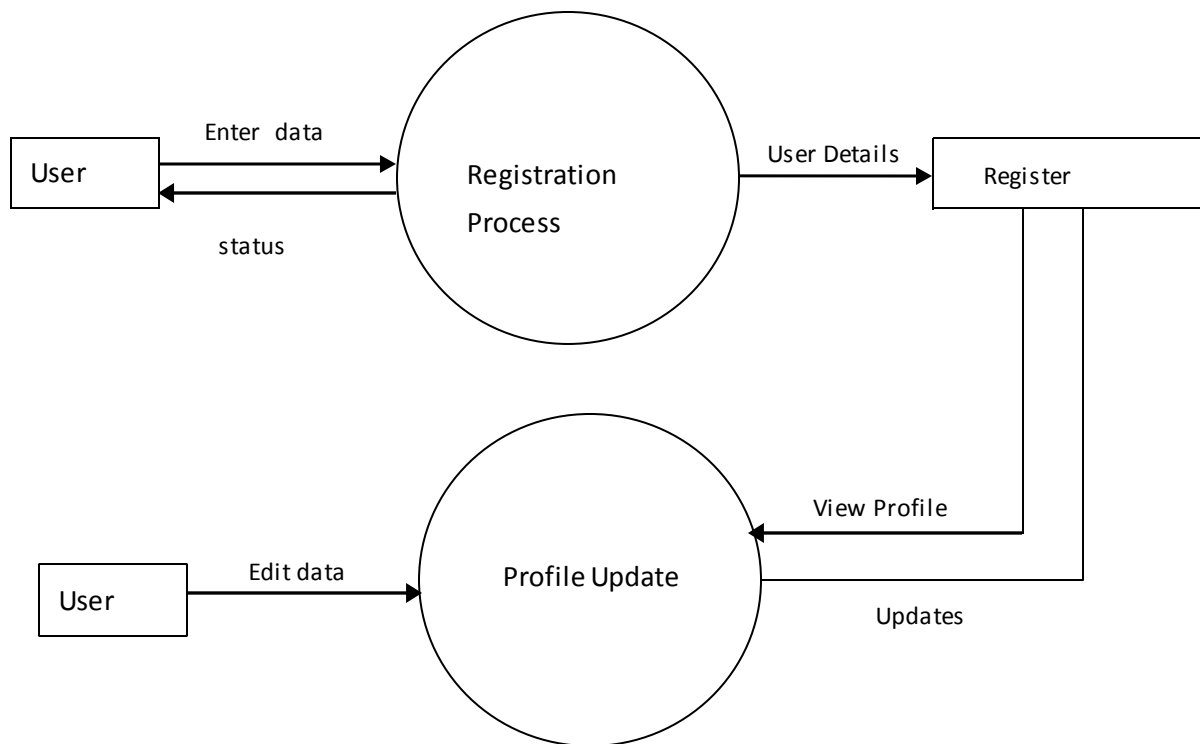 Enter data
User
status
Registration
Process
User Details
Register
View Profile
Edit data
User
Profile Update
Updates